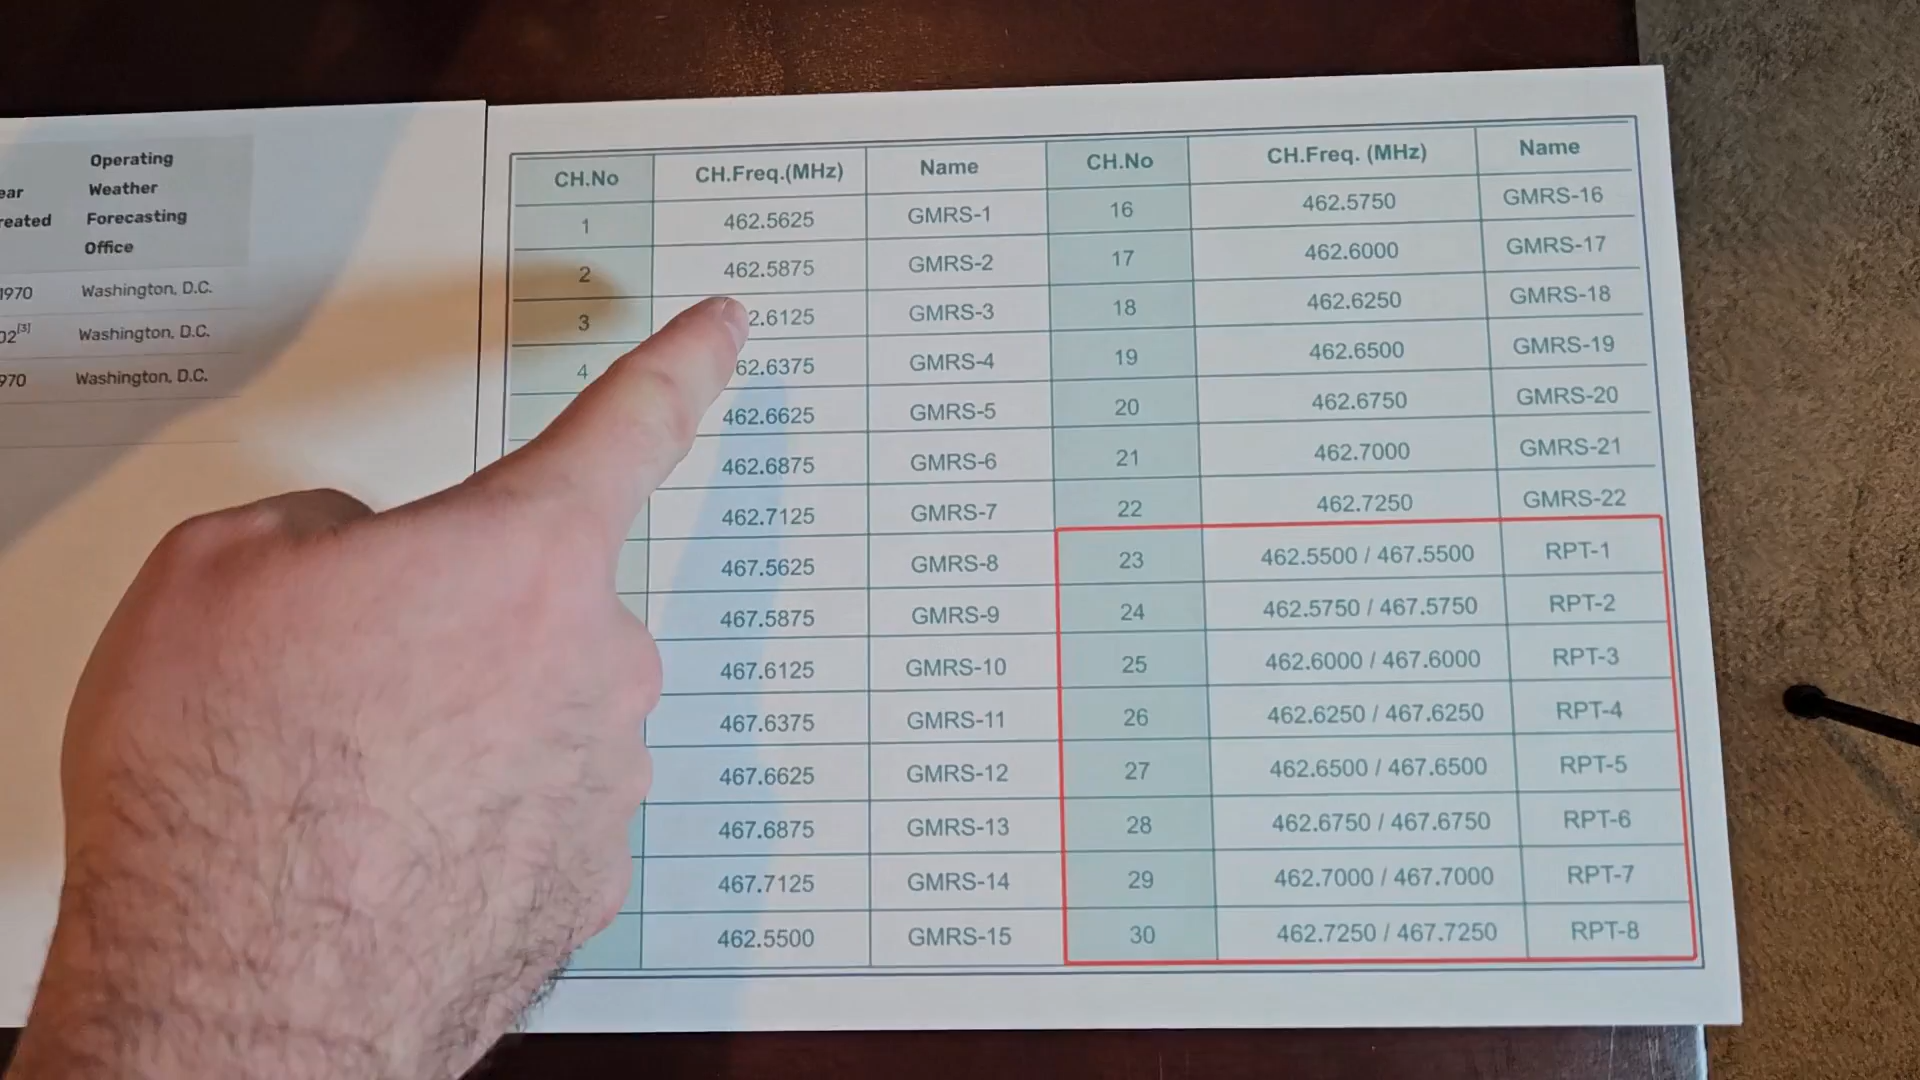 Operating
ear Weather
reated Forecasting
Office
1970 Washington, D.C.
02[3] Washington, D.C.
970 Washington, D.C.
CH.No CH.Freq.(MHz) Name CH.No CH.Freq. (MHz) Name
1 462.5625 GMRS-1 16 462.5750 GMRS-16
2 462.5875 GMRS-2 17 462.6000 GMRS-17
3 2.6125 GMRS-3 18 462.6250 GMRS-18
4 62.6375 GMRS-4 19 462.6500 GMRS-19
462.6625 GMRS-5 20 462.6750 GMRS-20
462.6875 GMRS-6 21 462.7000 GMRS-21
462.7125 GMRS-7 22 462.7250 GMRS-22
467.5625 GMRS-8 23 462.5500 / 467.5500 RPT-1
467.5875 GMRS-9 24 462.5750 / 467.5750 RPT-2
467.6125 GMRS-10 25 462.6000 / 467.6000 RPT-3
467.6375 GMRS-11 26 462.6250 / 467.6250 RPT-4
467.6625 GMRS-12 27 462.6500 / 467.6500 RPT-5
467.6875 GMRS-13 28 462.6750 / 467.6750 RPT-6
467.7125 GMRS-14 29 462.7000 / 467.7000 RPT-7
462.5500 GMRS-15 30 462.7250 / 467.7250 RPT-8